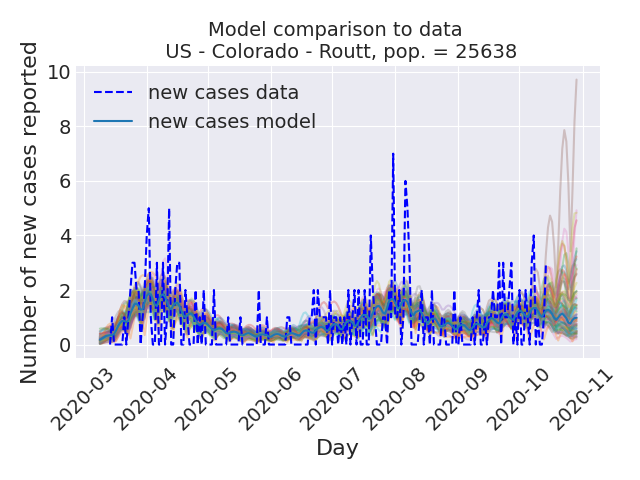 Model comparison to data
US - Colorado - Routt, pop. = 25638
Number of new cases reported
10
8
6
4
2
0
new cases data
new cases model
2020-03
2020-04
2020-05
2020-06
2020-07
2020-08
2020-09
2020-10
2020-11
Day